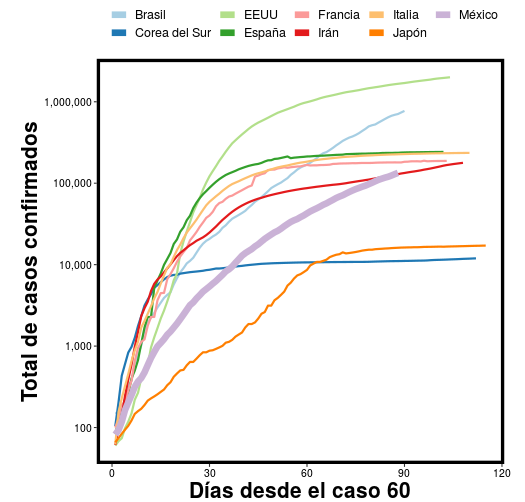 Brasil EEUU Francia Italia México
Corea del Sur España Irán Japón
Total de casos confirmados
1,000,000
100,000
10,000
1,000
100
0 30 60 90 120
Días desde el caso 60